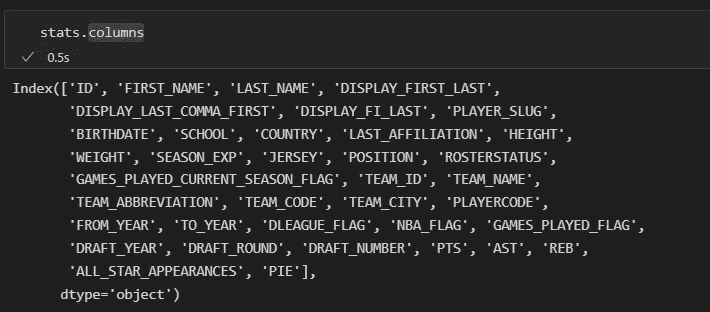 stats.columns
✓ 0.5s
Index(['ID', 'FIRST_NAME', 'LAST_NAME', 'DISPLAY_FIRST_LAST',
'DISPLAY_LAST_COMMA_FIRST', 'DISPLAY_FI_LAST', 'PLAYER_SLUG',
'BIRTHDATE', 'SCHOOL', 'COUNTRY', 'LAST_AFFILIATION', 'HEIGHT',
'WEIGHT', 'SEASON_EXP', 'JERSEY', 'POSITION', 'ROSTERSTATUS',
'GAMES_PLAYED_CURRENT_SEASON_FLAG', 'TEAM_ID', 'TEAM_NAME',
'TEAM_ABBREVIATION', 'TEAM_CODE', 'TEAM_CITY', 'PLAYERCODE',
'FROM_YEAR', 'TO_YEAR', 'DLEAGUE_FLAG', 'NBA_FLAG', 'GAMES_PLAYED_FLAG',
'DRAFT_YEAR', 'DRAFT_ROUND', 'DRAFT_NUMBER', 'PTS', 'AST', 'REB',
'ALL_STAR_APPEARANCES', 'PIE'],
dtype='object')